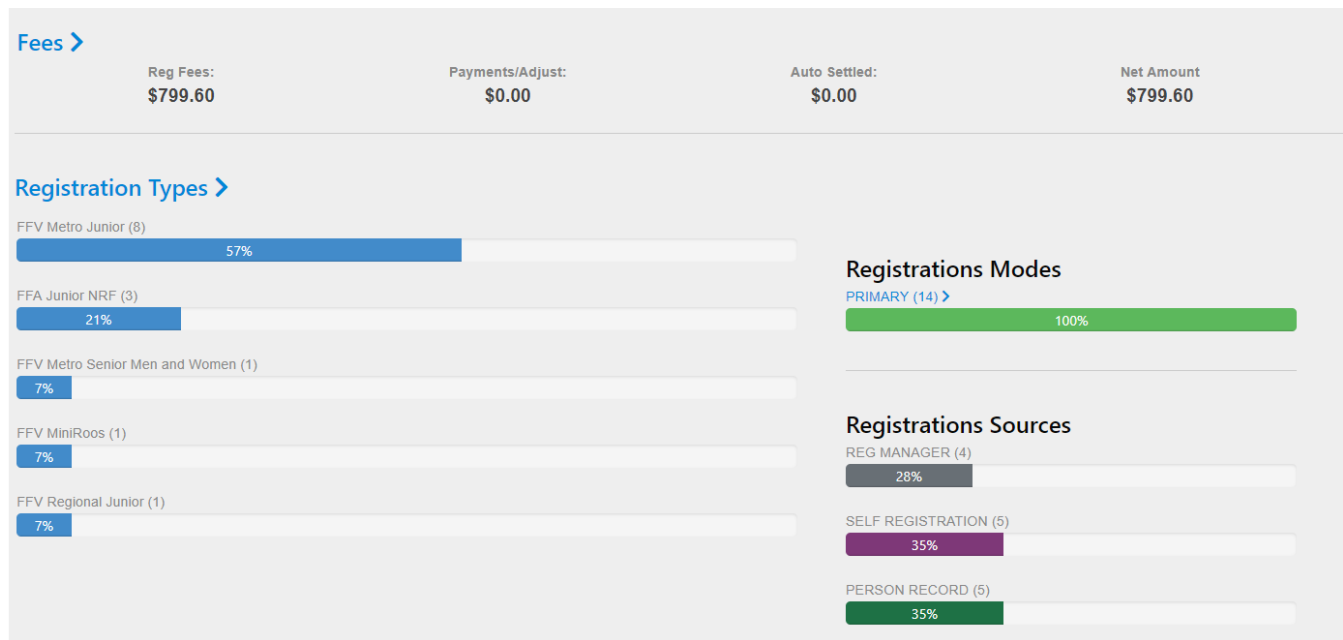 Fees
Reg Fees: Payments/Adjust: Auto Settled: Net Amount
$799.60 $0.00 $0.00 $799.60
Registration Types
FFV Metro Junior (8)
57%
FFA Junior NRF (3)
21%
FFV Metro Senior Men and Women (1)
7%
FFV MiniRoos (1)
7%
FFV Regional Junior (1)
7%
Registrations Modes
PRIMARY (14)
100%
Registrations Sources
REG MANAGER (4)
28%
SELF REGISTRATION (5)
35%
PERSON RECORD (5)
35%